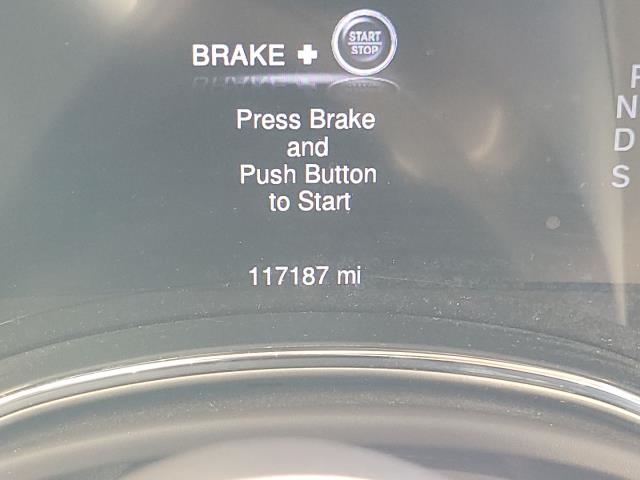 BRAKE + START STOP
Press Brake
and
Push Button
to Start
117187 mi
N
D
S